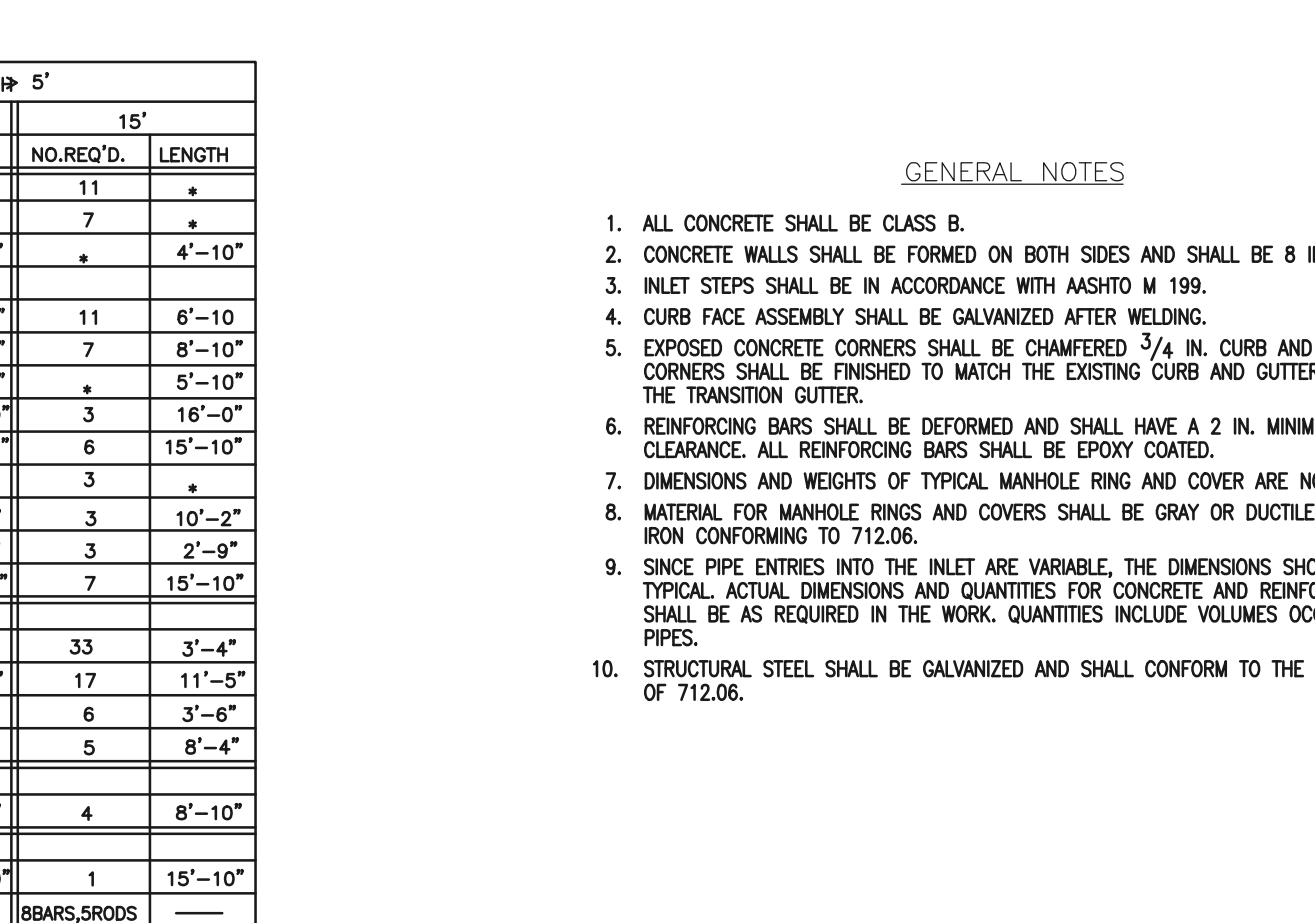 5'
15'
NO.REQ'D. LENGTH
11 *
7 *
* 4'–10"
11 6'–10
7 8'–10"
* 5'–10"
3 16'–0"
6 15'–10"
3 *
3 10'–2"
3 2'–9"
7 15'–10"
33 3'–4"
17 11'–5"
6 3'–6"
5 8'–4"
4 8'–10"
1 15'–10"
8BARS,5RODS —
GENERAL NOTES
1. ALL CONCRETE SHALL BE CLASS B.
2. CONCRETE WALLS SHALL BE FORMED ON BOTH SIDES AND SHALL BE 8
3. INLET STEPS SHALL BE IN ACCORDANCE WITH AASHTO M 199.
4. CURB FACE ASSEMBLY SHALL BE GALVANIZED AFTER WELDING.
5. EXPOSED CONCRETE CORNERS SHALL BE CHAMFERED 3/4 IN. CURB AND
CORNERS SHALL BE FINISHED TO MATCH THE EXISTING CURB AND GUTTER
THE TRANSITION GUTTER.
6. REINFORCING BARS SHALL BE DEFORMED AND SHALL HAVE A 2 IN. MINIM
CLEARANCE. ALL REINFORCING BARS SHALL BE EPOXY COATED.
7. DIMENSIONS AND WEIGHTS OF TYPICAL MANHOLE RING AND COVER ARE
8. MATERIAL FOR MANHOLE RINGS AND COVERS SHALL BE GRAY OR DUCTILE
IRON CONFORMING TO 712.06.
9. SINCE PIPE ENTRIES INTO THE INLET ARE VARIABLE, THE DIMENSIONS SHO
TYPICAL. ACTUAL DIMENSIONS AND QUANTITIES FOR CONCRETE AND REINFO
SHALL BE AS REQUIRED IN THE WORK. QUANTITIES INCLUDE VOLUMES OCC
PIPES.
10. STRUCTURAL STEEL SHALL BE GALVANIZED AND SHALL CONFORM TO THE
OF 712.06.